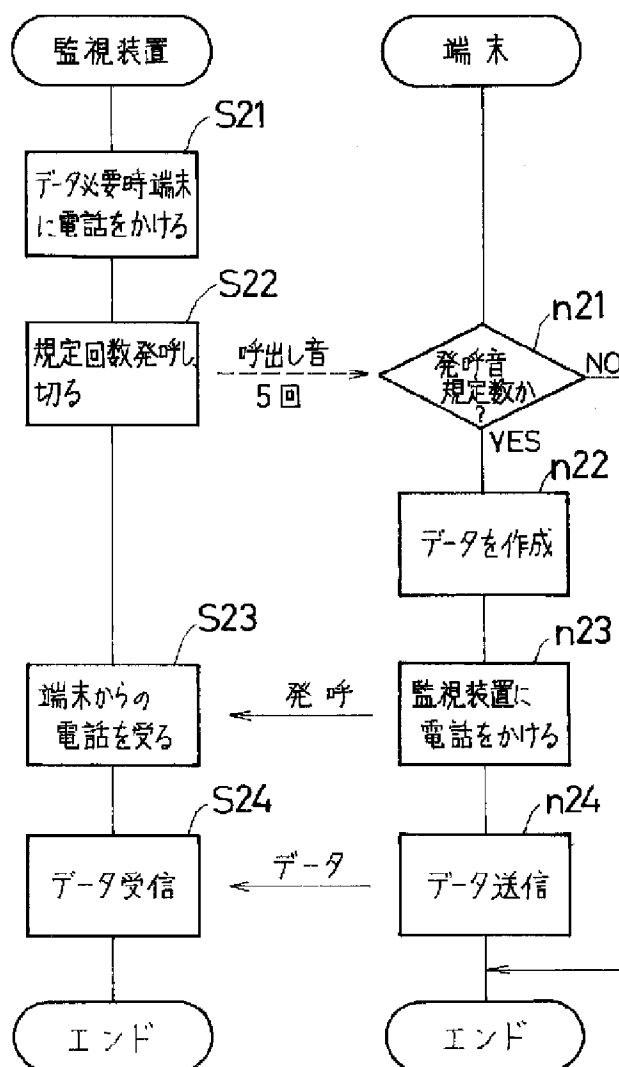 監視装置
端末
S21
データ必要時端末
に電話をかける
S22
規定回数発呼し、
切る
呼出し音
5回
n21
発呼音
規定数か
?
NO
YES
n22
データを作成
S23
端末からの
電話を受る
発呼
n23
監視装置に
電話をかける
S24
データ受信
データ
n24
データ送信
エンド
エンド